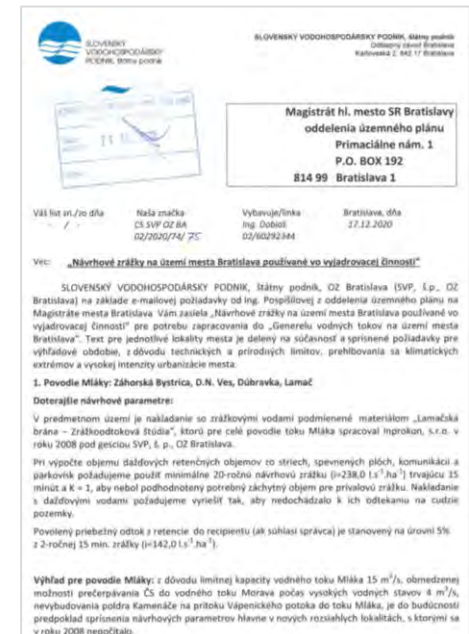 SLOVENSKÝ
VODOHOSPODÁRSKY
PODNIK, štátny podnik
SLOVENSKÝ VODOHOSPODÁRSKY PODNIK, štátny podnik
Odštepný závod Bratislava
Karloveská 2, 842 17 Bratislava
Magistrát hl. mesto SR Bratislavy
oddelenia územného plánu
Primaciálne nám. 1
P.O. BOX 192
814 99 Bratislava 1
Váš list zn./zo dňa Naša značka Vybavuje/linka Bratislava, dňa
- / - CS SVP OZ BA Ing. Dobiaš 17.12.2020
02/2020/74/ 75 02/60292344
Vec: „Návrhové zrážky na území mesta Bratislava používané vo vyjadrovacej činnosti"
SLOVENSKÝ VODOHOSPODÁRSKY PODNIK, štátny podnik, OZ Bratislava (SVP, š.p., OZ
Bratislava) na základe e-mailovej požiadavky od Ing. Pospíšilovej z oddelenia územného plánu na
Magistráte mesta Bratislava. Vám zasiela „Návrhové zrážky na území mesta Bratislava používané vo
vyjadrovacej činnosti" pre potrebu zapracovania do „Generelu vodných tokov na území mesta
Bratislava". Text pre jednotlivé lokality mesta je delený na súčasnosť a sprísnené požiadavky pre
výhľadové obdobie, z dôvodu technických a prírodných limitov, prehlbovania sa klimatických
extrémov a vysokej intenzity urbanizácie mesta:
1. Povodie Mláky: Záhorská Bystrica, D.N. Ves, Dúbravka, Lamač
Doterajšie návrhové parametre:
V predmetnom území je nakladanie so zrážkovými vodami podmienené materiálom „Lamačská
brána – Zrážkoodtoková štúdia", ktorú pre celé povodie toku Mláka spracoval Inprokon, s.r.o. v
roku 2008 pod gesciou SVP, š. p., OZ Bratislava.
Pri výpočte objemu dažďových retenčných objemov zo striech, spevnených plôch, komunikácií a
parkovísk požadujeme použiť minimálne 20-ročnú návrhovú zrážku (i=238,0 l.s⁻¹.ha⁻¹) trvajúcu 15
minút a K = 1, aby nebol podhodnotený potrebný záchytný objem pre prívalovú zrážku. Nakladanie
s dažďovými vodami požadujeme vyriešiť tak, aby nedochádzalo k ich odtekaniu na cudzie
pozemky.
Povolený priebežný odtok z retencie do recipientu (ak súhlasí správca) je stanovený na úrovni 5%
z 2-ročnej 15 min. zrážky (i=142,0 l.s⁻¹.ha⁻¹).
Výhľad pre povodie Mláky: z dôvodu limitnej kapacity vodného toku Mláka 15 m³/s, obmedzenej
možnosti prečerpávania ČS do vodného toku Morava počas vysokých vodných stavov 4 m³/s,
nevybudovania poldra Kamenáče na prítoku Vápenického potoka do toku Mláka, je do budúcnosti
predpoklad sprísnenia návrhových parametrov hlavne v nových rozsiahlych lokalitách, s ktorými sa
v roku 2008 nepočítalo.